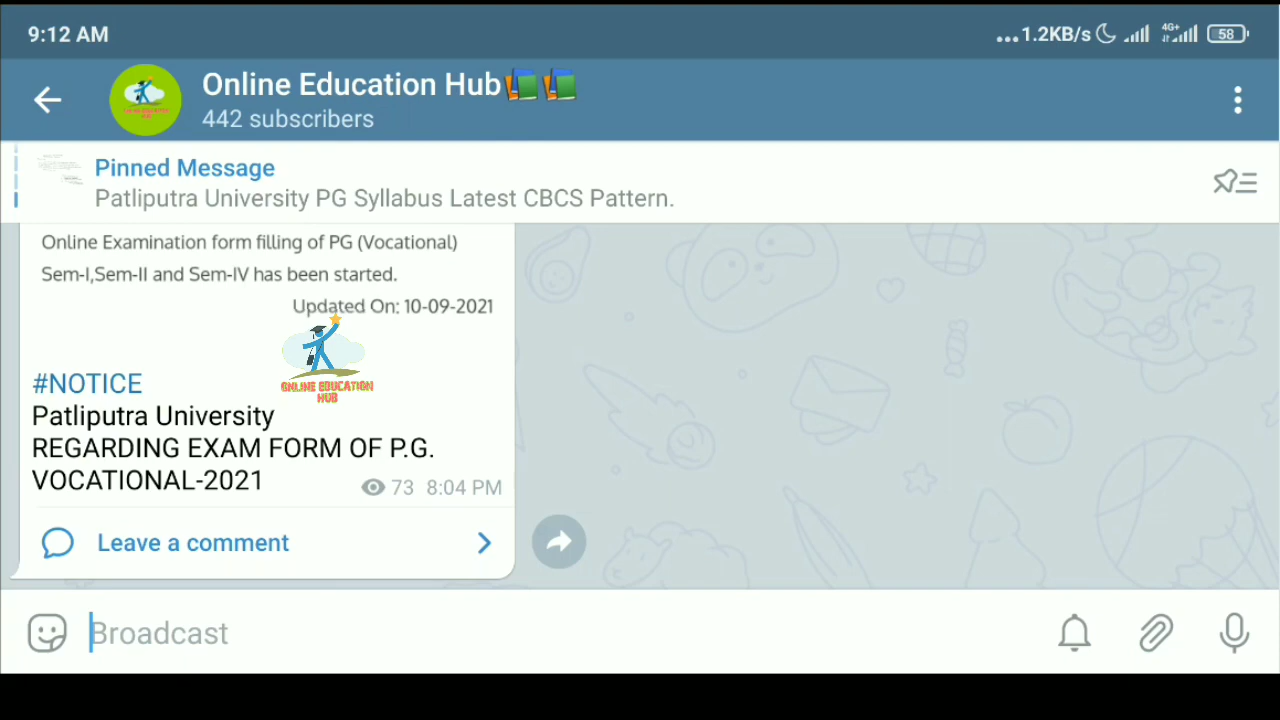 9:12 AM
...1.2KB/s 4G+ 58
Online Education Hub
442 subscribers
Pinned Message
Patliputra University PG Syllabus Latest CBCS Pattern.
Online Examination form filling of PG (Vocational)
Sem-I,Sem-II and Sem-IV has been started.
Updated On: 10-09-2021
ONLINE EDUCATION
HUB
#NOTICE
Patliputra University
REGARDING EXAM FORM OF P.G.
VOCATIONAL-2021
73 8:04 PM
Leave a comment
Broadcast